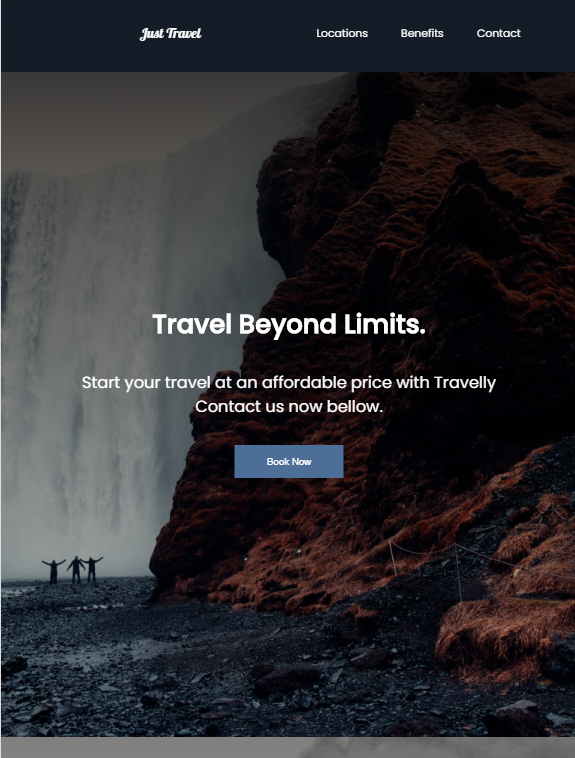 Just Travel
Locations Benefits Contact
Travel Beyond Limits.
Start your travel at an affordable price with Travelly
Contact us now bellow.
Book Now